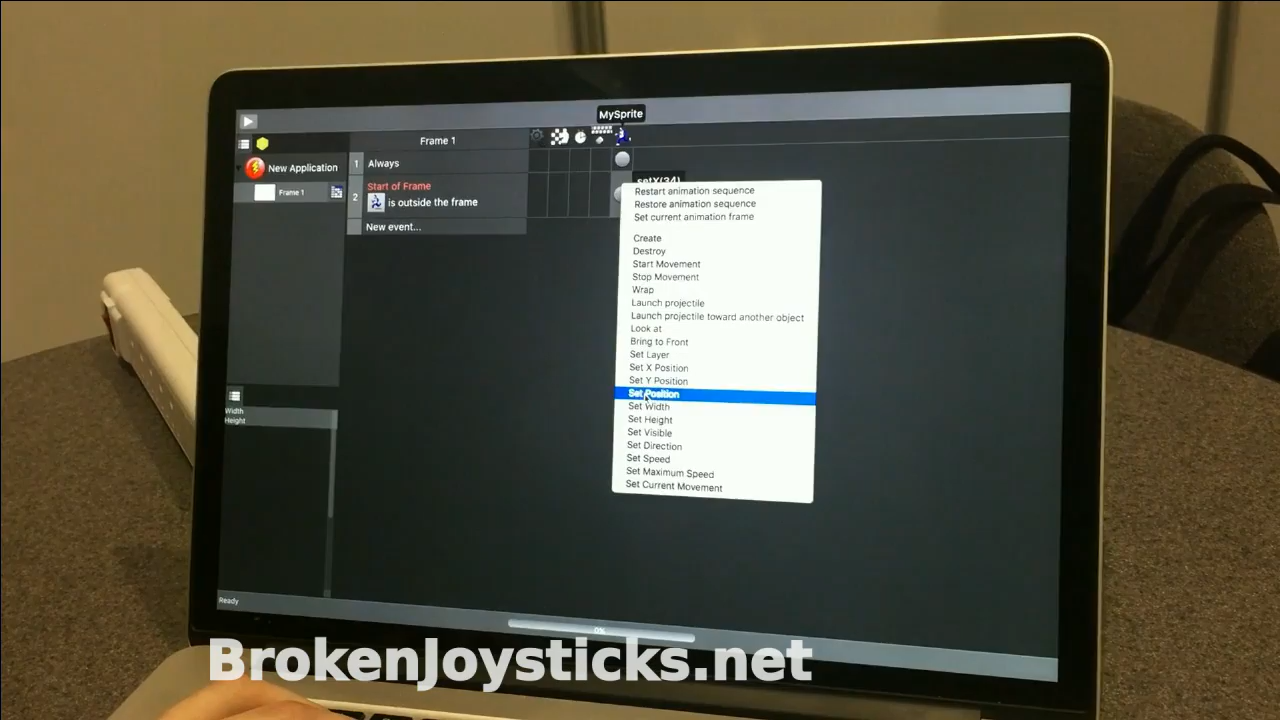 MySprite
Frame 1
New Application
1 Always
Frame 1
2 Start of Frame
is outside the frame
New event...
setX(34)
Restart animation sequence
Restore animation sequence
Set current animation frame
Create
Destroy
Start Movement
Stop Movement
Wrap
Launch projectile
Launch projectile toward another object
Look at
Bring to Front
Set Layer
Set X Position
Set Y Position
Set Position
Set Width
Set Height
Set Visible
Set Direction
Set Speed
Set Maximum Speed
Set Current Movement
Width
Height
Ready
0%
BrokenJoysticks.net